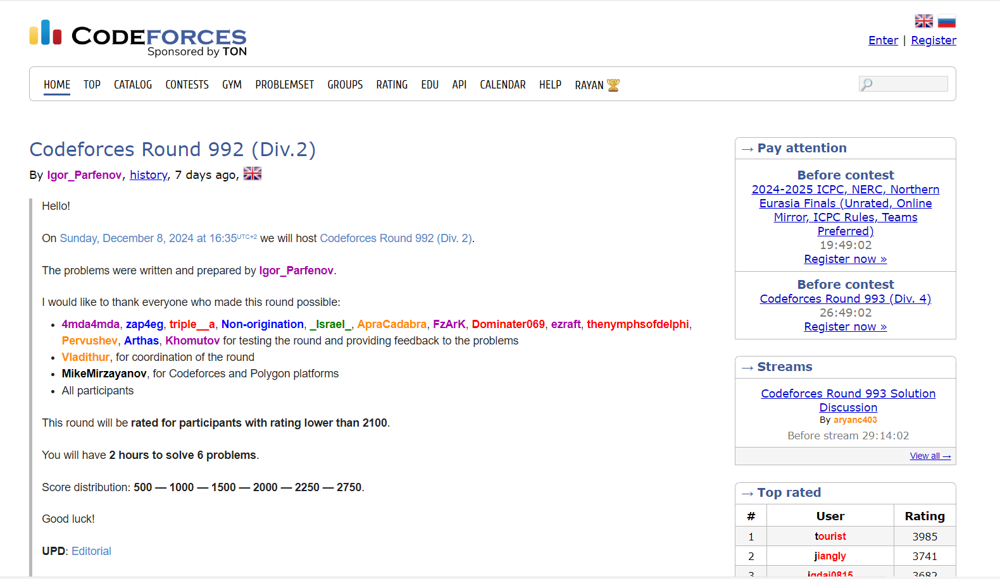 CODEFORCES
Sponsored by TON
Enter | Register
HOME TOP CATALOG CONTESTS GYM PROBLEMSET GROUPS RATING EDU API CALENDAR HELP RAYAN
Codeforces Round 992 (Div.2)
By Igor_Parfenov, history, 7 days ago,
Hello!
On Sunday, December 8, 2024 at 16:35UTC+2 we will host Codeforces Round 992 (Div. 2).
The problems were written and prepared by Igor_Parfenov.
I would like to thank everyone who made this round possible:
• 4mda4mda, zap4eg, triple__a, Non-origination, _Israel_, ApraCadabra, FzArK, Dominater069, ezraft, thenymphsofdelphi,
Pervushev, Arthas, Khomutov for testing the round and providing feedback to the problems
• Vladithur, for coordination of the round
• MikeMirzayanov, for Codeforces and Polygon platforms
• All participants
This round will be rated for participants with rating lower than 2100.
You will have 2 hours to solve 6 problems.
Score distribution: 500 — 1000 — 1500 — 2000 — 2250 — 2750.
Good luck!
UPD: Editorial
→ Pay attention
Before contest
2024-2025 ICPC, NERC, Northern
Eurasia Finals (Unrated, Online
Mirror, ICPC Rules, Teams
Preferred)
19:49:02
Register now »
Before contest
Codeforces Round 993 (Div. 4)
26:49:02
Register now »
→ Streams
Codeforces Round 993 Solution
Discussion
By aryanc403
Before stream 29:14:02
View all →
→ Top rated
# User Rating
1 tourist 3985
2 jiangly 3741
3 jqdai0815 3682